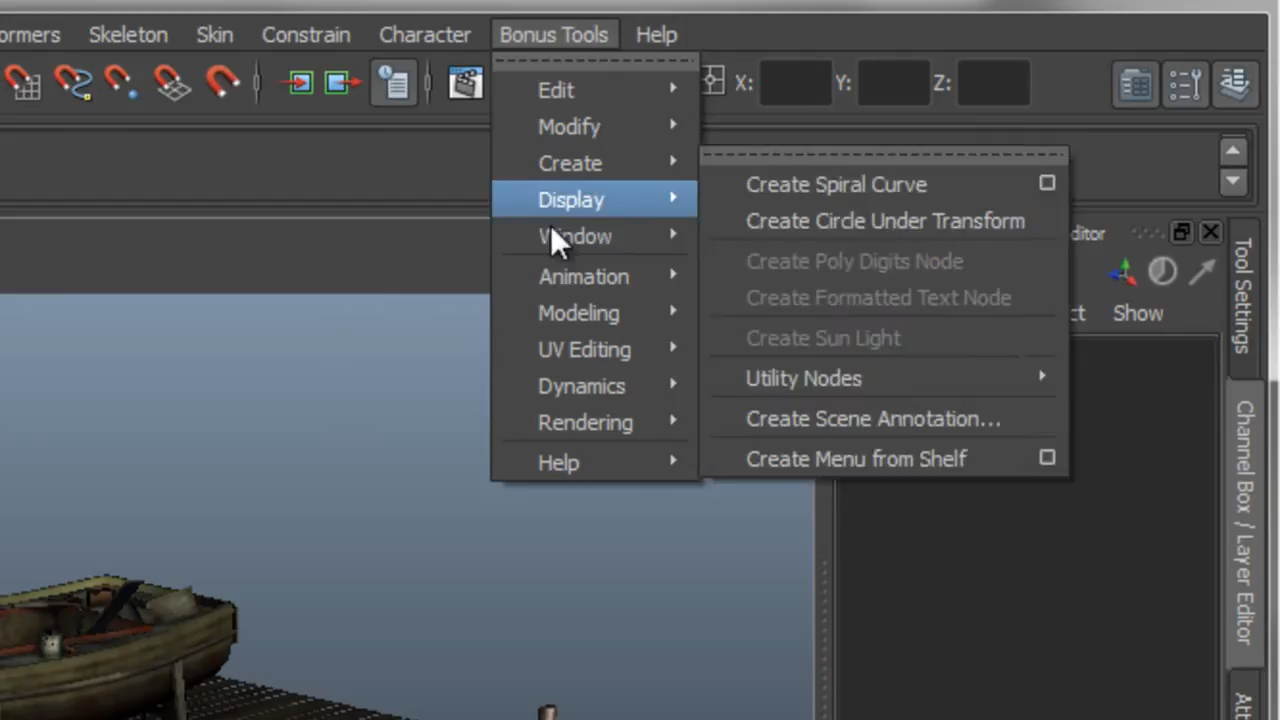 ormers Skeleton Skin Constrain Character Bonus Tools Help
X: Y: Z:
Edit
Modify
Create
Display
Window
Animation
Modeling
UV Editing
Dynamics
Rendering
Help
Create Spiral Curve
Create Circle Under Transform
Create Poly Digits Node
Create Formatted Text Node
Create Sun Light
Utility Nodes
Create Scene Annotation...
Create Menu from Shelf
ditor
ct Show
Tool Settings
Channel Box / Layer Editor